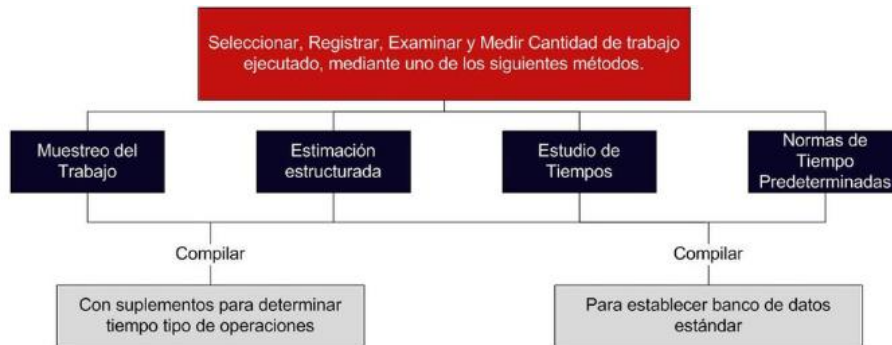 Seleccionar, Registrar, Examinar y Medir Cantidad de trabajo
ejecutado, mediante uno de los siguientes métodos.
Muestreo del
Trabajo
Estimación
estructurada
Estudio de
Tiempos
Normas de
Tiempo
Predeterminadas
Compilar
Compilar
Con suplementos para determinar
tiempo tipo de operaciones
Para establecer banco de datos
estándar